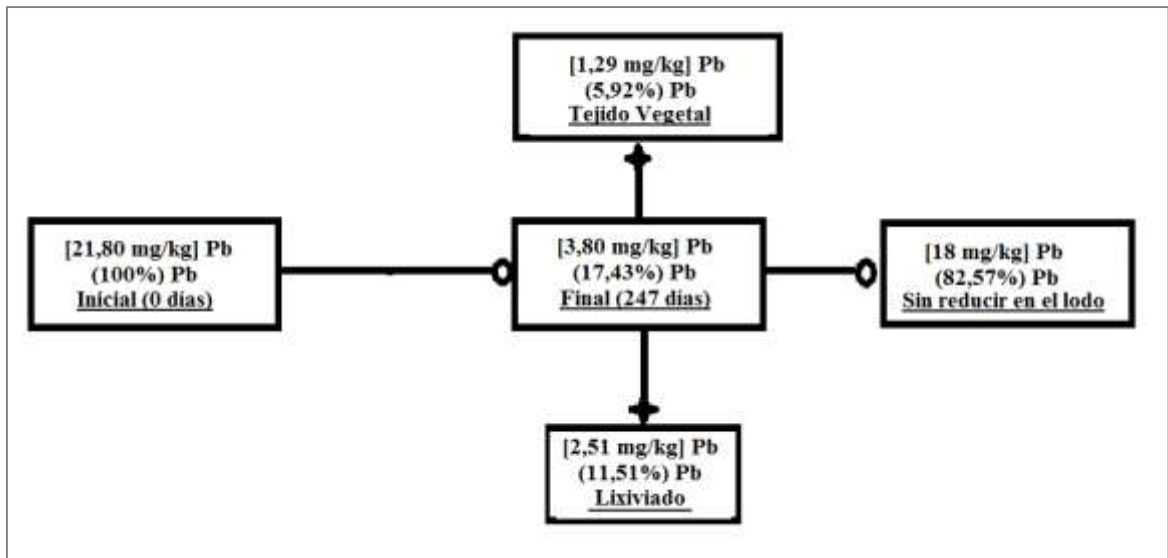 [1,29 mg/kg] Pb
(5,92%) Pb
Tejido Vegetal
[21,80 mg/kg] Pb
(100%) Pb
Inicial (0 días)
[3,80 mg/kg] Pb
(17,43%) Pb
Final (247 días)
[18 mg/kg] Pb
(82,57%) Pb
Sin reducir en el lodo
[2,51 mg/kg] Pb
(11,51%) Pb
Lixiviado